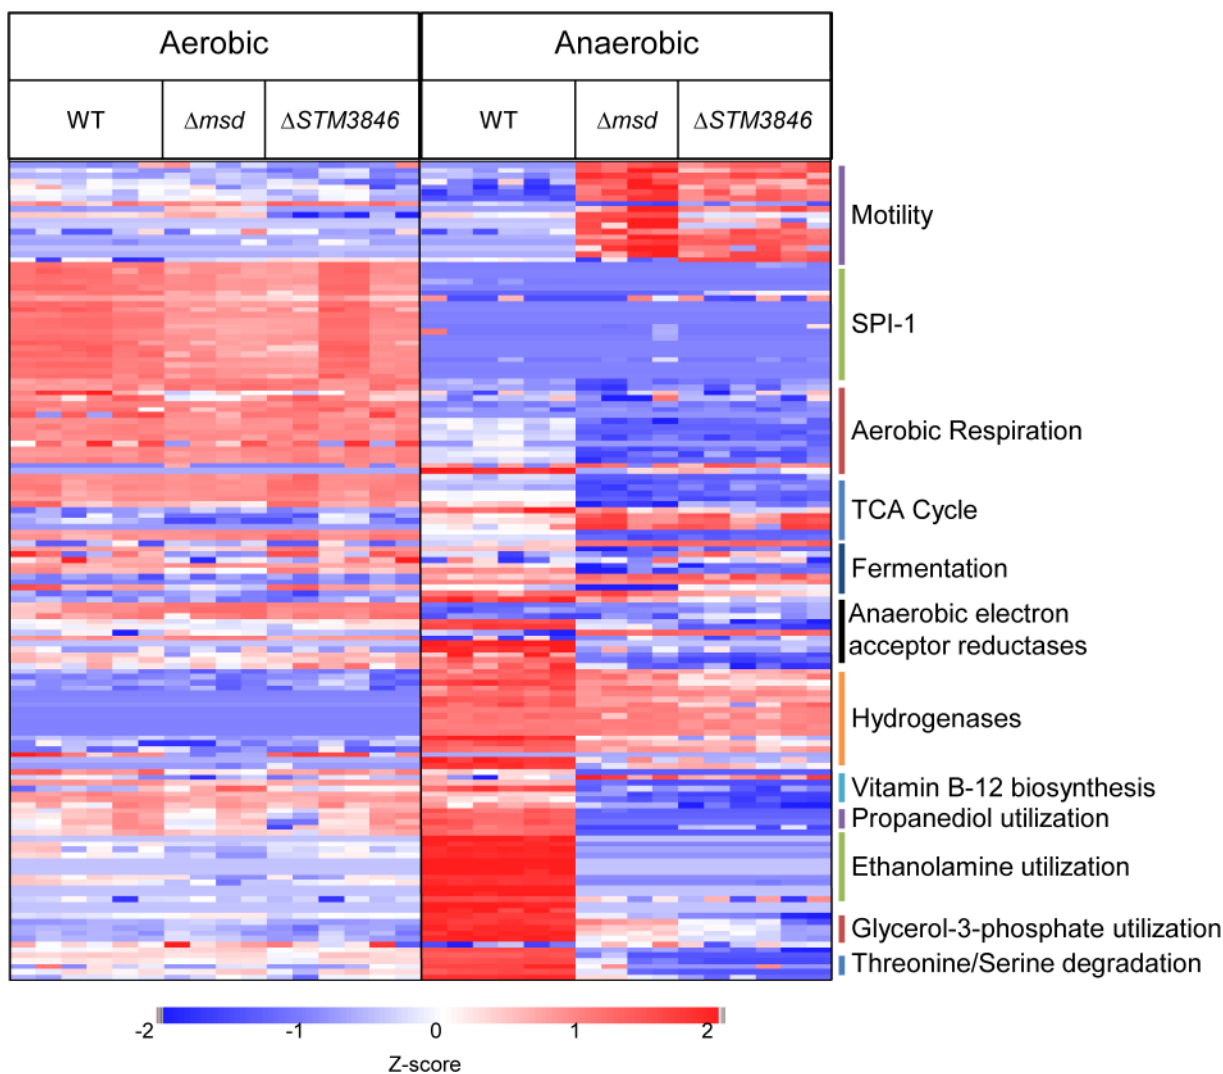 Aerobic
Anaerobic
WT
Δmsd
ΔSTM3846
WT
Δmsd
ΔSTM3846
Motility
SPI-1
Aerobic Respiration
TCA Cycle
Fermentation
Anaerobic electron
acceptor reductases
Hydrogenases
Vitamin B-12 biosynthesis
Propanediol utilization
Ethanolamine utilization
Glycerol-3-phosphate utilization
Threonine/Serine degradation
-2
-1
0
1
2
Z-score